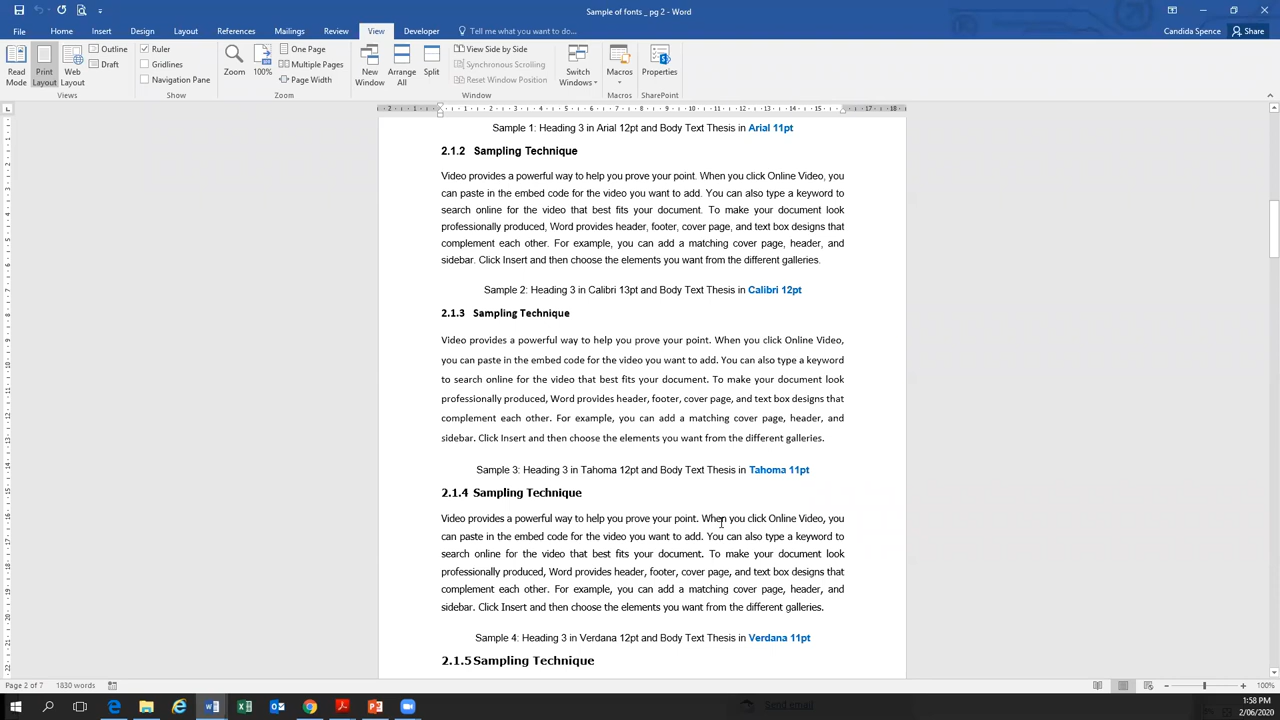 Sample of fonts _ pg 2 - Word
File Home Insert Design Layout References Mailings Review View Developer Tell me what you want to do... Candida Spence Share
Read Mode
Print Layout
Web Layout
Outline
Draft
Views
Ruler
Gridlines
Navigation Pane
Show
Zoom
100%
One Page
Multiple Pages
Page Width
Zoom
New Window
Arrange All
Split
View Side by Side
Synchronous Scrolling
Reset Window Position
Window
Switch Windows
Macros
Macros
Properties
SharePoint
Sample 1: Heading 3 in Arial 12pt and Body Text Thesis in Arial 11pt
2.1.2 Sampling Technique
Video provides a powerful way to help you prove your point. When you click Online Video, you
can paste in the embed code for the video you want to add. You can also type a keyword to
search online for the video that best fits your document. To make your document look
professionally produced, Word provides header, footer, cover page, and text box designs that
complement each other. For example, you can add a matching cover page, header, and
sidebar. Click Insert and then choose the elements you want from the different galleries.
Sample 2: Heading 3 in Calibri 13pt and Body Text Thesis in Calibri 12pt
2.1.3 Sampling Technique
Video provides a powerful way to help you prove your point. When you click Online Video,
you can paste in the embed code for the video you want to add. You can also type a keyword
to search online for the video that best fits your document. To make your document look
professionally produced, Word provides header, footer, cover page, and text box designs that
complement each other. For example, you can add a matching cover page, header, and
sidebar. Click Insert and then choose the elements you want from the different galleries.
Sample 3: Heading 3 in Tahoma 12pt and Body Text Thesis in Tahoma 11pt
2.1.4 Sampling Technique
Video provides a powerful way to help you prove your point. When you click Online Video, you
can paste in the embed code for the video you want to add. You can also type a keyword to
search online for the video that best fits your document. To make your document look
professionally produced, Word provides header, footer, cover page, and text box designs that
complement each other. For example, you can add a matching cover page, header, and
sidebar. Click Insert and then choose the elements you want from the different galleries.
Sample 4: Heading 3 in Verdana 12pt and Body Text Thesis in Verdana 11pt
2.1.5 Sampling Technique
Page 2 of 7 1830 words 100%
Send email
1:58 PM
2/06/2020